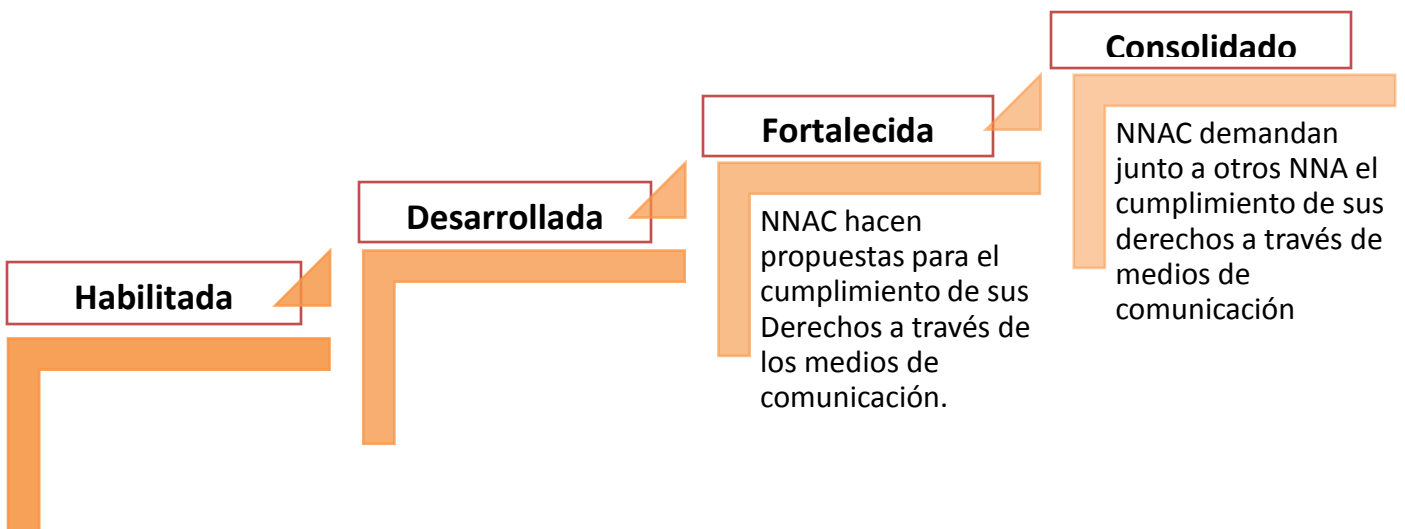 Habilitada
Desarrollada
Fortalecida
NNAC hacen
propuestas para el
cumplimiento de sus
Derechos a través de
los medios de
comunicación.
Consolidado
NNAC demandan
junto a otros NNA el
cumplimiento de sus
derechos a través de
medios de
comunicación